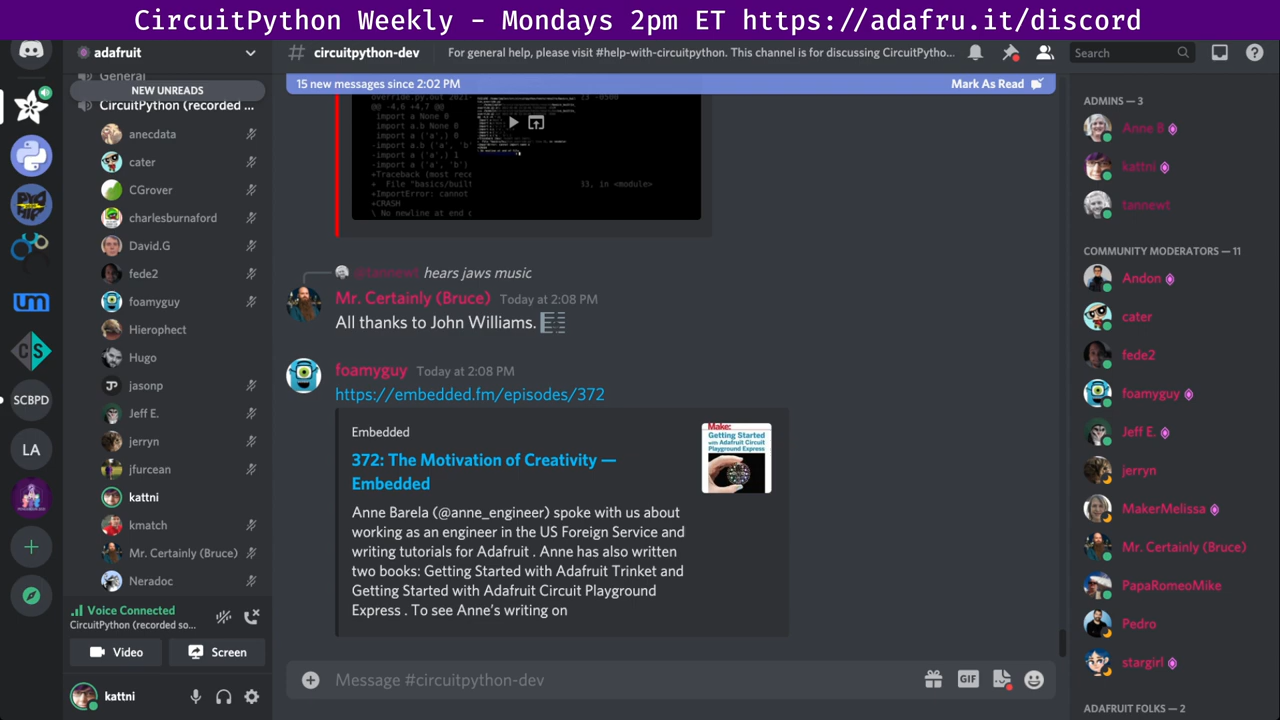 CircuitPython Weekly - Mondays 2pm ET https://adafru.it/discord
adafruit
General
NEW UNREADS
CircuitPython (recorded ...
anecdata
cater
CGrover
charlesburnaford
David.G
fede2
foamyguy
Hierophect
Hugo
jasonp
Jeff E.
jerryn
jfurcean
kattni
kmatch
Mr. Certainly (Bruce)
Neradoc
Voice Connected
CircuitPython (recorded so...
Video
Screen
kattni
UM
CS
SCBPD
LA
circuitpython-dev
For general help, please visit #help-with-circuitpython. This channel is for discussing CircuitPytho...
Search
15 new messages since 2:02 PM
Mark As Read
@@ -4,6 +4,7 @@
import a None 0
import a.b None 0
-import a ('a',) 0
-import a.b ('a', 'b'
-import a ('a',) 1
-import a ('a', 'b')
+Traceback (most rece
+ File "basics/built
33, in <module>
+ImportError: cannot
+CRASH
\ No newline at end o
@tannewt hears jaws music
Mr. Certainly (Bruce) Today at 2:08 PM
All thanks to John Williams.
foamyguy Today at 2:08 PM
https://embedded.fm/episodes/372
Embedded
372: The Motivation of Creativity —
Embedded
Anne Barela (@anne_engineer) spoke with us about
working as an engineer in the US Foreign Service and
writing tutorials for Adafruit . Anne has also written
two books: Getting Started with Adafruit Trinket and
Getting Started with Adafruit Circuit Playground
Express . To see Anne's writing on
Make:
Getting Started
with Adafruit Circuit
Playground Express
Message #circuitpython-dev
GIF
ADMINS — 3
Anne B
kattni
tannewt
COMMUNITY MODERATORS — 11
Andon
cater
fede2
foamyguy
Jeff E.
jerryn
MakerMelissa
Mr. Certainly (Bruce)
PapaRomeoMike
Pedro
stargirl
ADAFRUIT FOLKS — 2